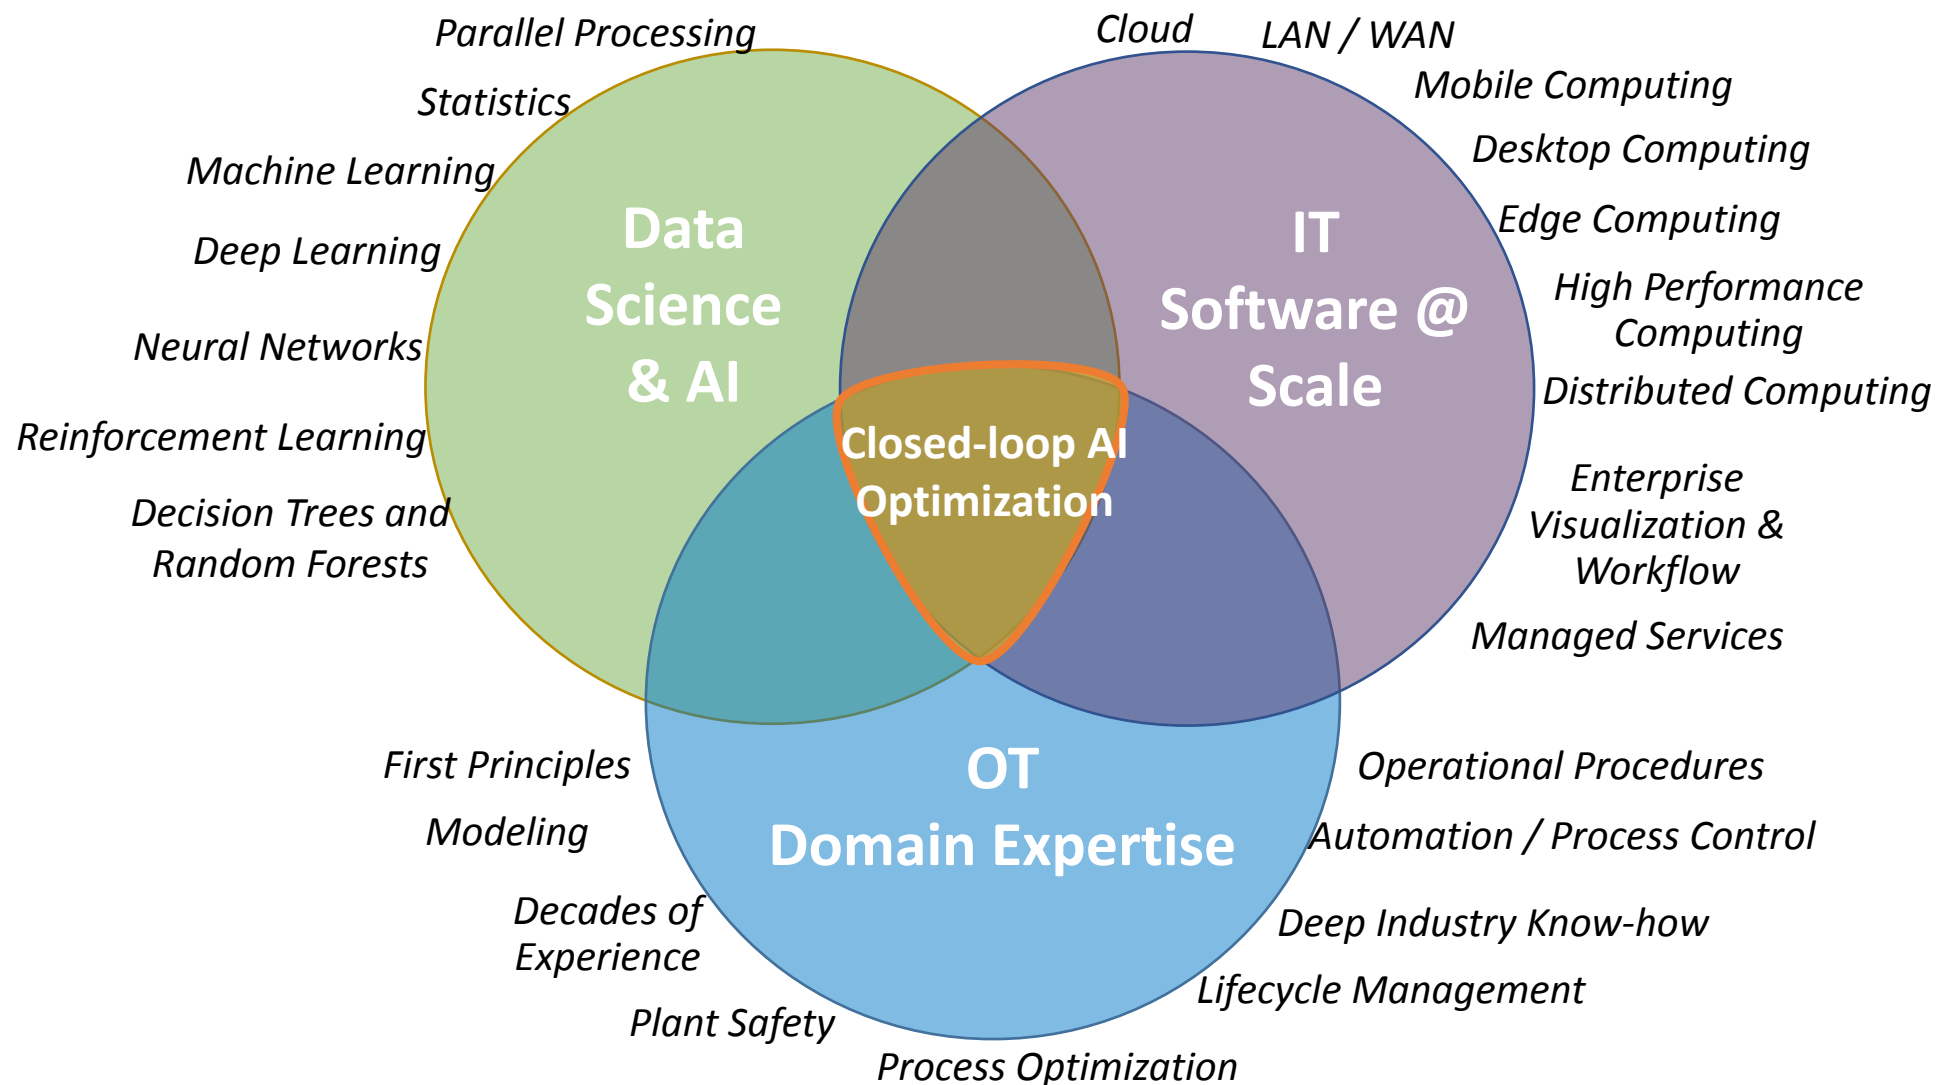 Parallel Processing
Statistics
Machine Learning
Deep Learning
Neural Networks
Reinforcement Learning
Decision Trees and
Random Forests
Data
Science
& AI
Cloud
LAN / WAN
Mobile Computing
Desktop Computing
Edge Computing
High Performance
Computing
Distributed Computing
Enterprise
Visualization &
Workflow
Managed Services
IT
Software @
Scale
Closed-loop AI
Optimization
OT
Domain Expertise
First Principles
Modeling
Decades of
Experience
Plant Safety
Process Optimization
Operational Procedures
Automation / Process Control
Deep Industry Know-how
Lifecycle Management